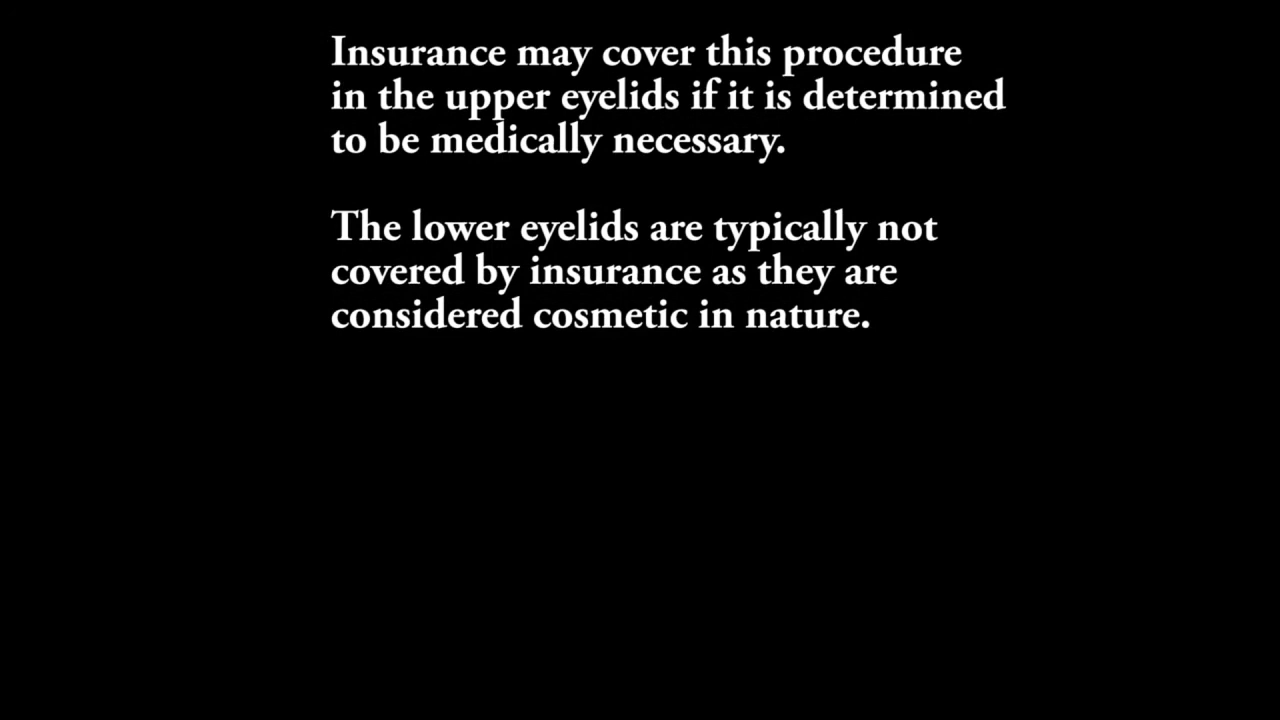 Insurance may cover this procedure
in the upper eyelids if it is determined
to be medically necessary.
The lower eyelids are typically not
covered by insurance as they are
considered cosmetic in nature.